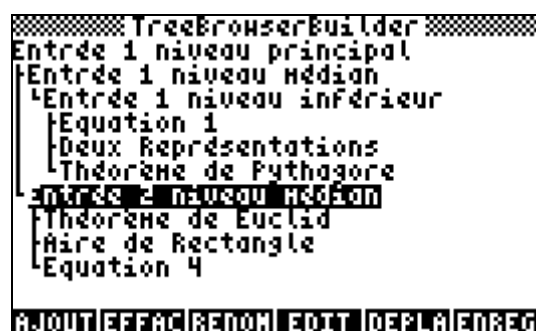 TreeBrowserBuilder
Entrée 1 niveau principal
Entrée 1 niveau médian
Entrée 1 niveau inférieur
Equation 1
Deux Représentations
Théorème de Pythagore
Entrée 2 niveau médian
Théorème de Euclid
Aire de Rectangle
Equation 4
AJOUT EFFAC RENOM EDIT DEPLA ENREG